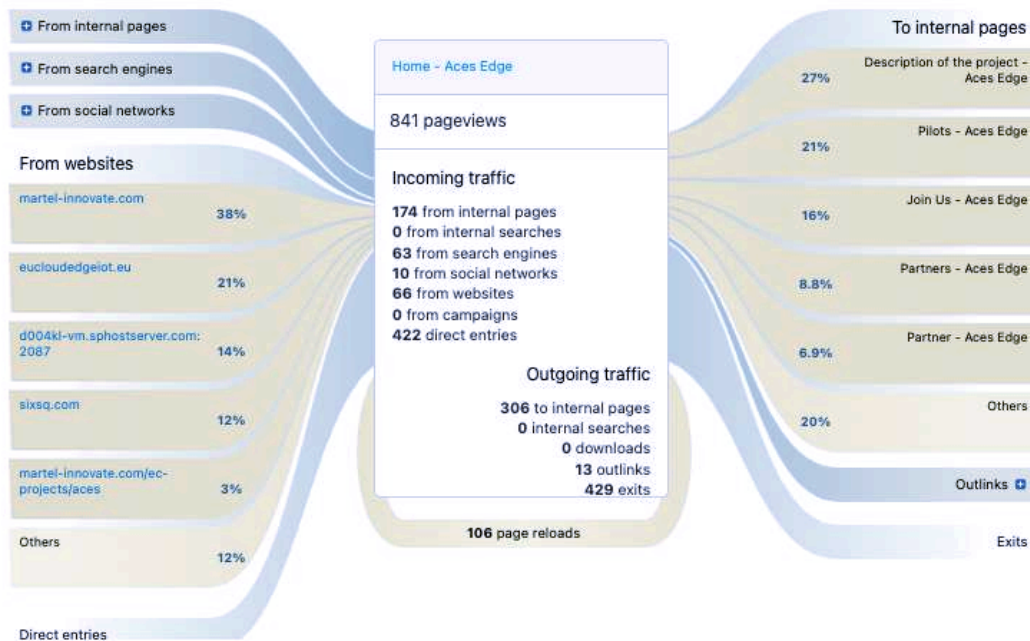 From internal pages
From search engines
From social networks
From websites
martel-innovate.com
38%
eucloudedgeiot.eu
21%
d004kl-vm.sphostserver.com:
2087
14%
sixsq.com
12%
martel-innovate.com/ec-
projects/aces
3%
Others
12%
Direct entries
Home - Aces Edge
841 pageviews
Incoming traffic
174 from internal pages
0 from internal searches
63 from search engines
10 from social networks
66 from websites
0 from campaigns
422 direct entries
Outgoing traffic
306 to internal pages
0 internal searches
0 downloads
13 outlinks
429 exits
106 page reloads
To internal pages
Description of the project -
Aces Edge
27%
Pilots - Aces Edge
21%
Join Us - Aces Edge
16%
Partners - Aces Edge
8.8%
Partner - Aces Edge
6.9%
Others
20%
Outlinks
Exits